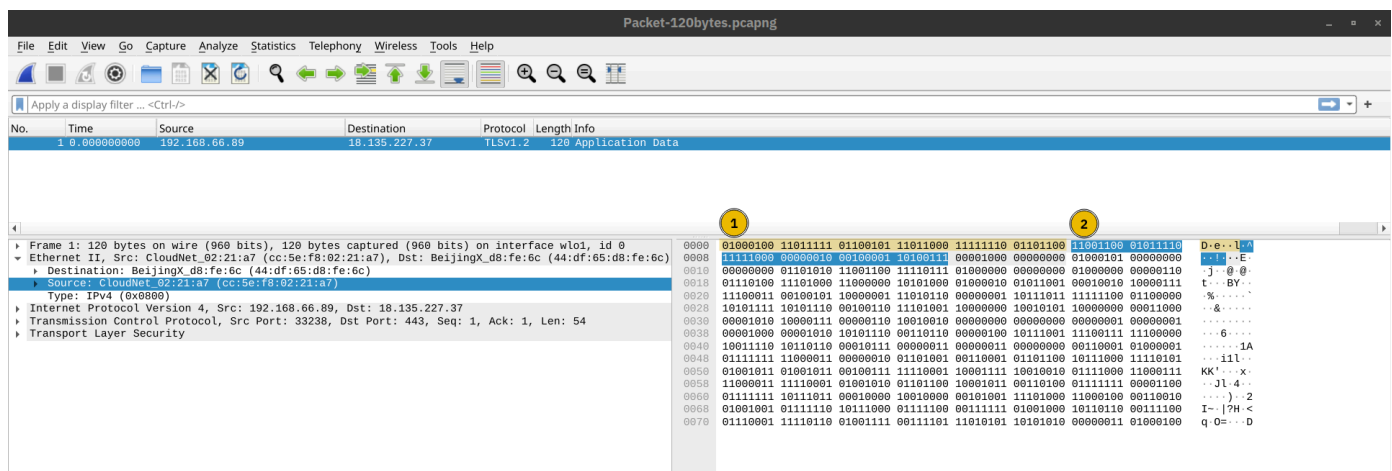 Packet-120bytes.pcapng
File Edit View Go Capture Analyze Statistics Telephony Wireless Tools Help
Apply a display filter ... <Ctrl-/>
No. Time Source Destination Protocol Length Info
1 0.000000000 192.168.66.89 18.135.227.37 TLSv1.2 120 Application Data
1 2
Frame 1: 120 bytes on wire (960 bits), 120 bytes captured (960 bits) on interface wlo1, id 0
Ethernet II, Src: CloudNet_02:21:a7 (cc:5e:f8:02:21:a7), Dst: BeijingX_d8:fe:6c (44:df:65:d8:fe:6c)
Destination: BeijingX_d8:fe:6c (44:df:65:d8:fe:6c)
Source: CloudNet_02:21:a7 (cc:5e:f8:02:21:a7)
Type: IPv4 (0x0800)
Internet Protocol Version 4, Src: 192.168.66.89, Dst: 18.135.227.37
Transmission Control Protocol, Src Port: 33238, Dst Port: 443, Seq: 1, Ack: 1, Len: 54
Transport Layer Security
0000 01000100 11011111 01100101 11011000 11111110 01101100 11001100 01011110 D·e··l·^
0008 11111000 00000010 00100001 10100111 00001000 00000000 01000101 00000000 ··!···E·
0010 00000000 01101010 11001100 11110101 01000000 00000000 01000000 00000110 ·j··@·@·
0018 01110100 11101000 11000000 10101000 01000010 01011001 00010010 10000111 t···BY··
0020 11100011 00100101 10000001 11010110 00000001 10111011 11111100 01100000 ·%·····`
0028 10101111 10101110 00100110 11101001 10000000 10010101 10000000 00011000 ··&·····
0030 00001010 10000111 00000110 10010010 00000000 00000000 00000001 00000001 ········
0038 00001000 00001010 10101110 00110110 10000100 10111001 11100111 11100000 ···6····
0040 10011110 10110110 00010111 00000011 00000011 00000000 00110001 01000001 ······1A
0048 01111111 11000011 00000010 01101001 00110001 01101100 10111000 11110101 ···i1l··
0050 01001011 01001011 00100111 11110001 10001111 10010010 01111000 11000111 KK'···x·
0058 11000011 11110001 01001010 01101100 10001011 00110100 01111111 00001100 ··Jl·4··
0060 01111111 10111011 00010000 10010000 00101001 11101000 11000100 00110010 ····)··2
0068 01001001 01111110 10111000 01111100 00111111 01001000 10110110 00111100 I~·|?H·<
0070 01110001 11110110 01001111 00111101 11010101 10101010 00000011 01000100 q·O=···D